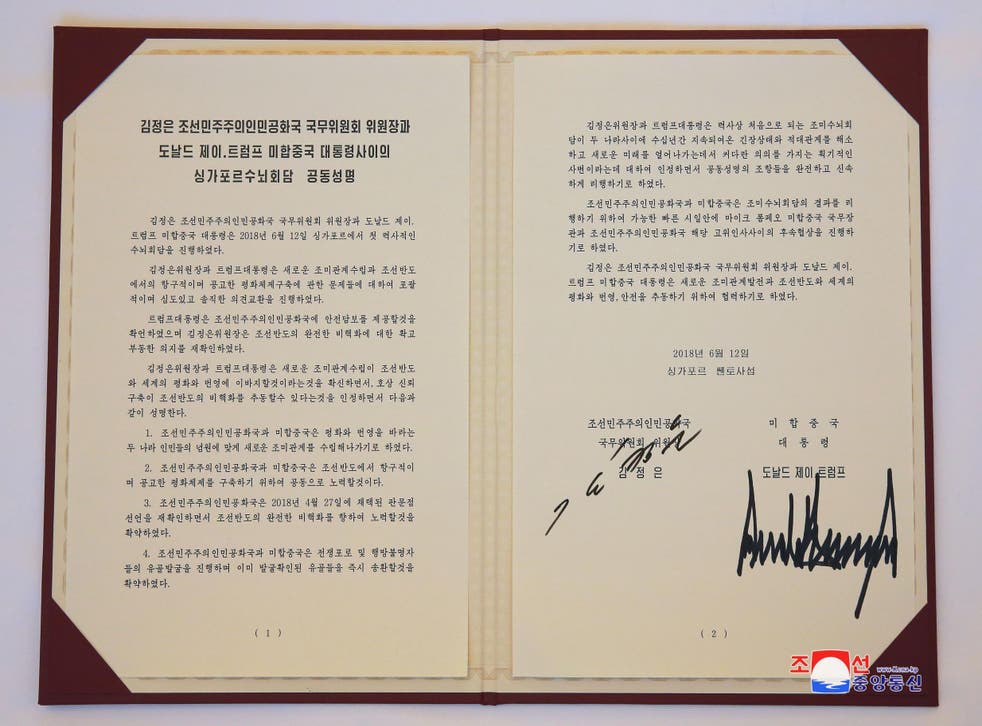 김정은 조선민주주의인민공화국 국무위원회 위원장과
도날드 제이.트럼프 미합중국 대통령사이의
싱가포르수뇌회담 공동성명
김정은 조선민주주의인민공화국 국무위원회 위원장과 도날드 제이.
트럼프 미합중국 대통령은 2018년 6월 12일 싱가포르에서 첫 력사적인
수뇌회담을 진행하였다.
김정은위원장과 트럼프대통령은 새로운 조미관계수립과 조선반도
에서의 항구적이며 공고한 평화체제구축에 관한 문제들에 대하여 포괄
적이며 심도있고 솔직한 의견교환을 진행하였다.
트럼프대통령은 조선민주주의인민공화국에 안전담보를 제공할것을
확언하였으며 김정은위원장은 조선반도의 완전한 비핵화에 대한 확고
부동한 의지를 재확인하였다.
김정은위원장과 트럼프대통령은 새로운 조미관계수립이 조선반도
와 세계의 평화와 번영에 이바지할것이라는것을 확신하면서, 호상 신뢰
구축이 조선반도의 비핵화를 추동할수 있다는것을 인정하면서 다음과
같이 성명한다.
1. 조선민주주의인민공화국과 미합중국은 평화와 번영을 바라는
두 나라 인민들의 념원에 맞게 새로운 조미관계를 수립해나가기로 하였다.
2. 조선민주주의인민공화국과 미합중국은 조선반도에서 항구적이
며 공고한 평화체제를 구축하기 위하여 공동으로 노력할것이다.
3. 조선민주주의인민공화국은 2018년 4월 27일에 채택된 판문점
선언을 재확인하면서 조선반도의 완전한 비핵화를 향하여 노력할것을
확약하였다.
4. 조선민주주의인민공화국과 미합중국은 전쟁포로 및 행방불명자
들의 유골발굴을 진행하며 이미 발굴확인된 유골들을 즉시 송환할것을
확약하였다.
( 1 )
김정은위원장과 트럼프대통령은 력사상 처음으로 되는 조미수뇌회
담이 두 나라사이에 수십년간 지속되여온 긴장상태와 적대관계를 해소
하고 새로운 미래를 열어나가는데서 커다란 의의를 가지는 획기적인
사변이라는데 대하여 인정하면서 공동성명의 조항들을 완전하고 신속
하게 리행하기로 하였다.
조선민주주의인민공화국과 미합중국은 조미수뇌회담의 결과를 리
행하기 위하여 가능한 빠른 시일안에 마이크 폼페오 미합중국 국무장
관과 조선민주주의인민공화국 해당 고위인사사이의 후속협상을 진행하
기로 하였다.
김정은 조선민주주의인민공화국 국무위원회 위원장과 도날드 제이.
트럼프 미합중국 대통령은 새로운 조미관계발전과 조선반도와 세계의
평화와 번영,안전을 추동하기 위하여 협력하기로 하였다.
2018년 6월 12일
싱가포르 쎈토사섬
조선민주주의인민공화국
국무위원회 위원장
김 정 은
미 합 중 국
대 통 령
도날드 제이.트럼프
( 2 )
조선
www.kcna.kp
중앙통신